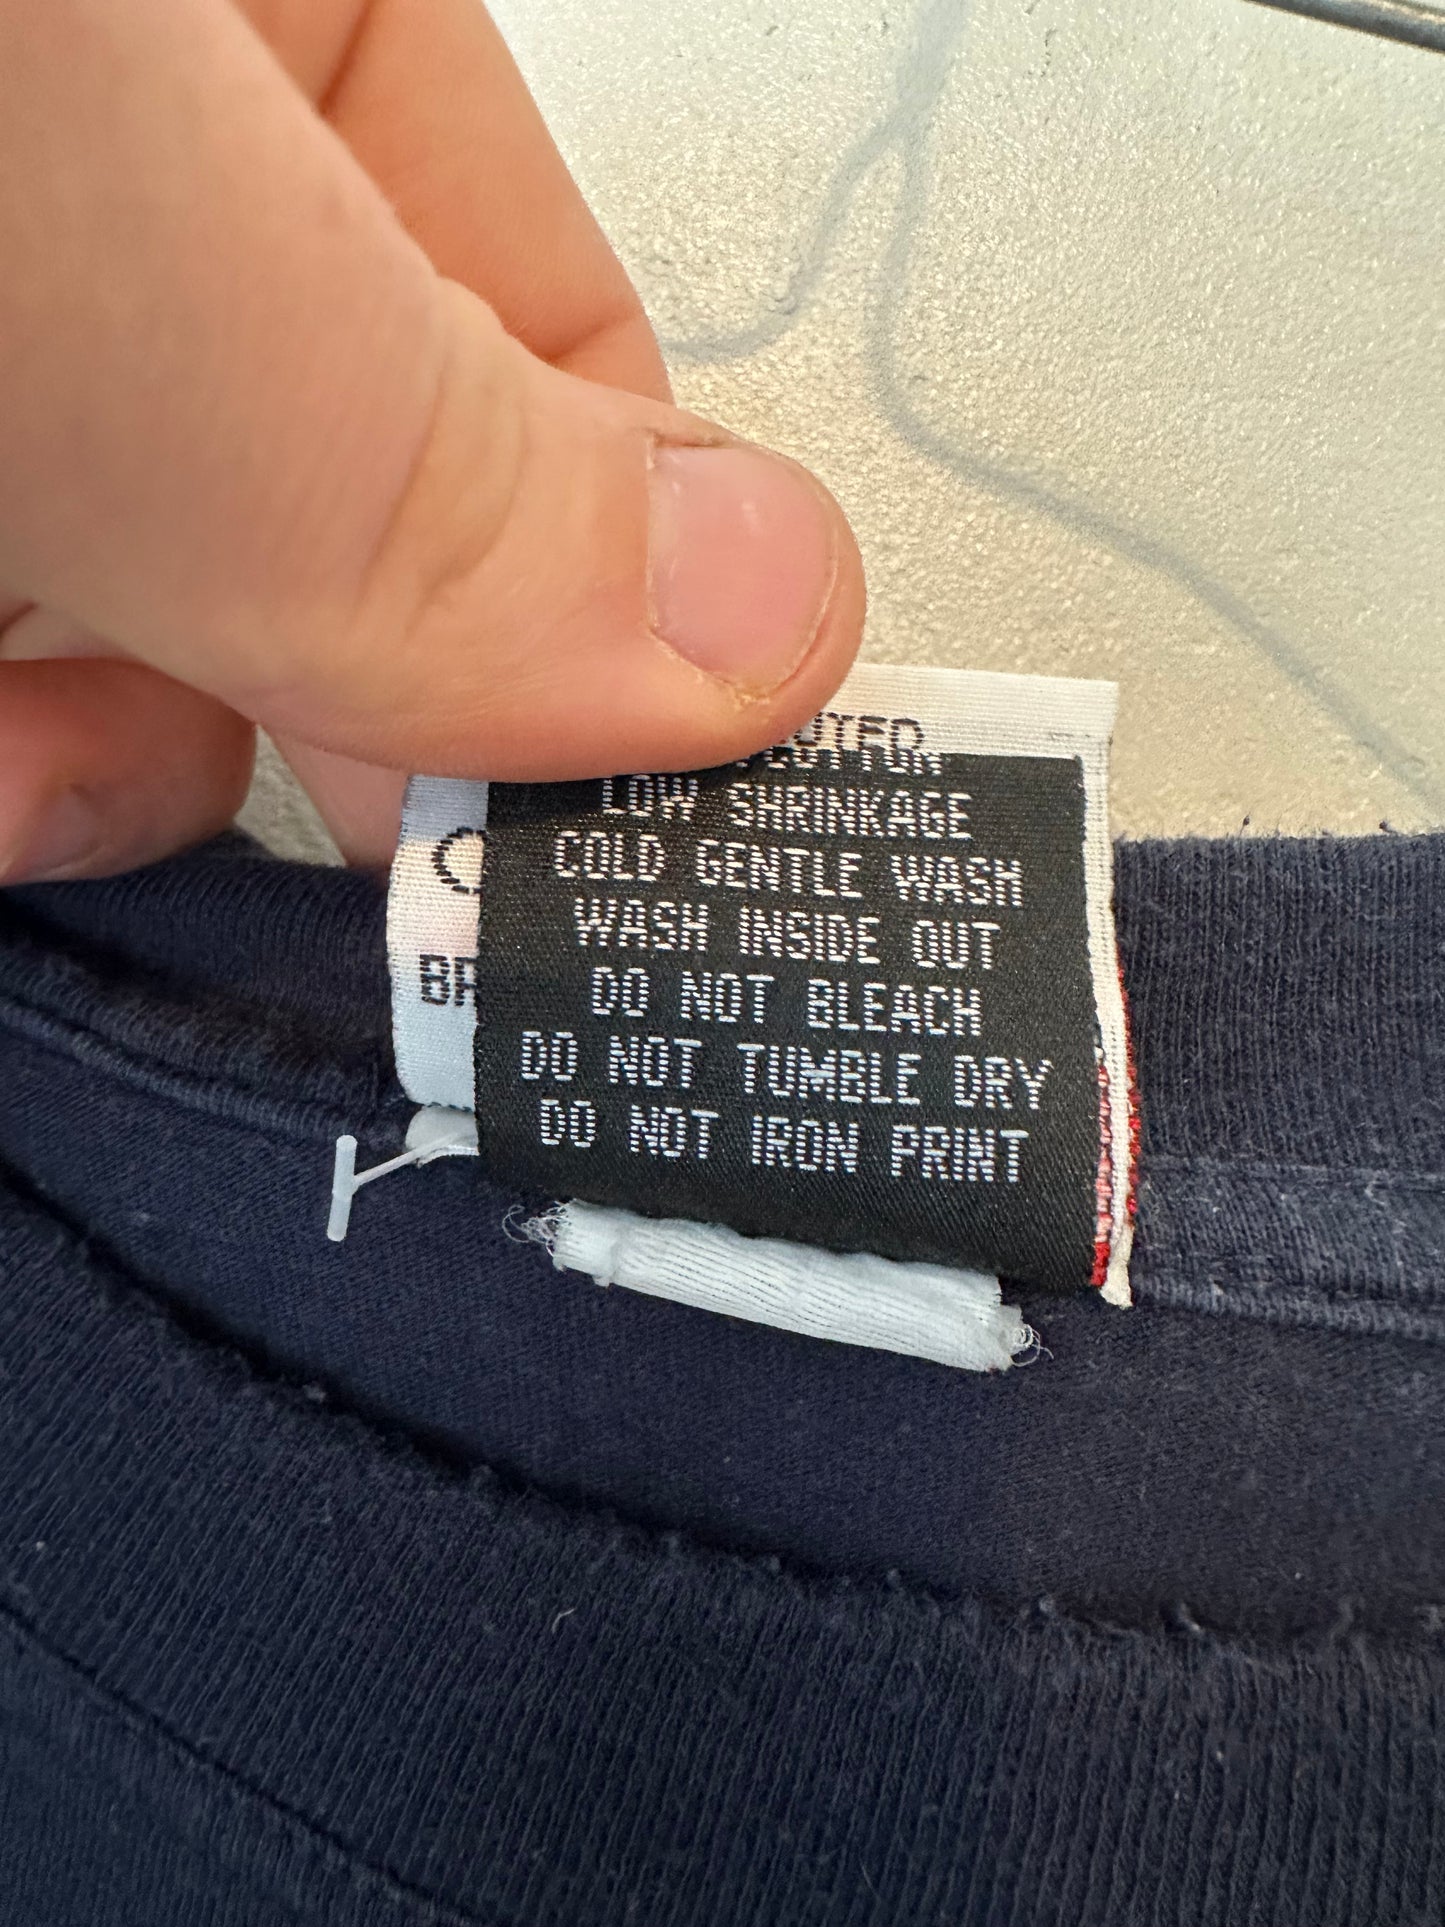 LOW SHRINKAGE
COLD GENTLE WASH
WASH INSIDE OUT
DO NOT BLEACH
DO NOT TUMBLE DRY
DO NOT IRON PRINT